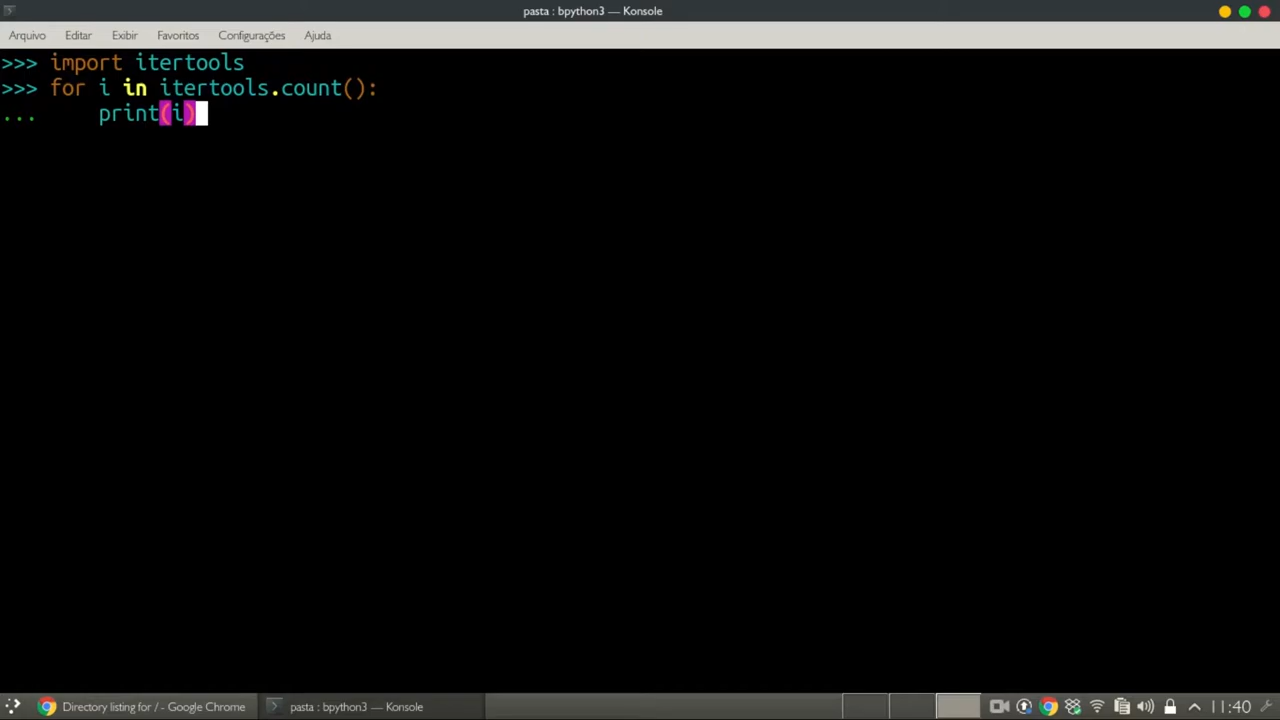 pasta : bpython3 — Konsole
Arquivo Editar Exibir Favoritos Configurações Ajuda
>>> import itertools
>>> for i in itertools.count():
...     print(i)
Directory listing for / - Google Chrome pasta : bpython3 — Konsole 11:40